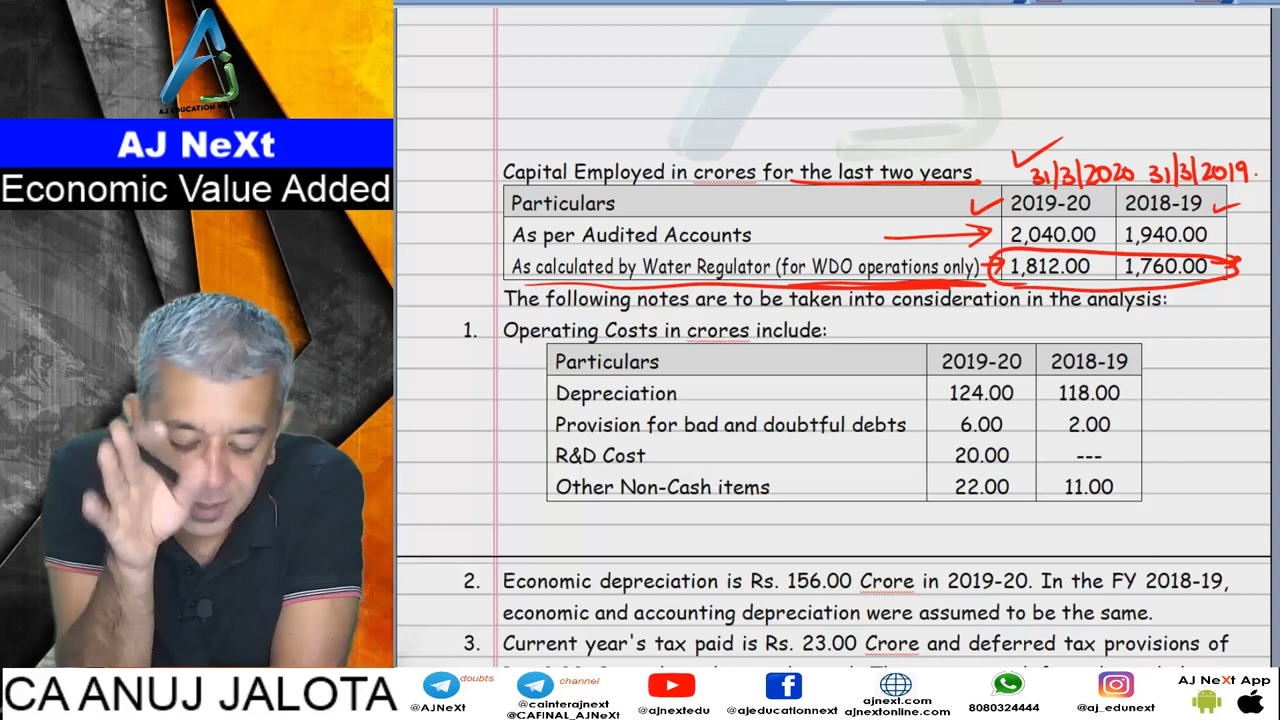 AJ EDUCATION NEXT
AJ NeXt
Economic Value Added
31/3/2020 31/3/2019.
Capital Employed in crores for the last two years
Particulars 2019-20 2018-19
As per Audited Accounts 2,040.00 1,940.00
As calculated by Water Regulator (for WDO operations only) 1,812.00 1,760.00
The following notes are to be taken into consideration in the analysis:
1. Operating Costs in crores include:
Particulars 2019-20 2018-19
Depreciation 124.00 118.00
Provision for bad and doubtful debts 6.00 2.00
R&D Cost 20.00 ---
Other Non-Cash items 22.00 11.00
2. Economic depreciation is Rs. 156.00 Crore in 2019-20. In the FY 2018-19,
economic and accounting depreciation were assumed to be the same.
3. Current year's tax paid is Rs. 23.00 Crore and deferred tax provisions of
CA ANUJ JALOTA
doubts
@AJNeXt
channel
@cainterajnext
@CAFINAL_AJNeXt
@ajnextedu
@ajeducationnext
ajnext.com
ajnextonline.com
8080324444
@aj_edunext
AJ NeXt App